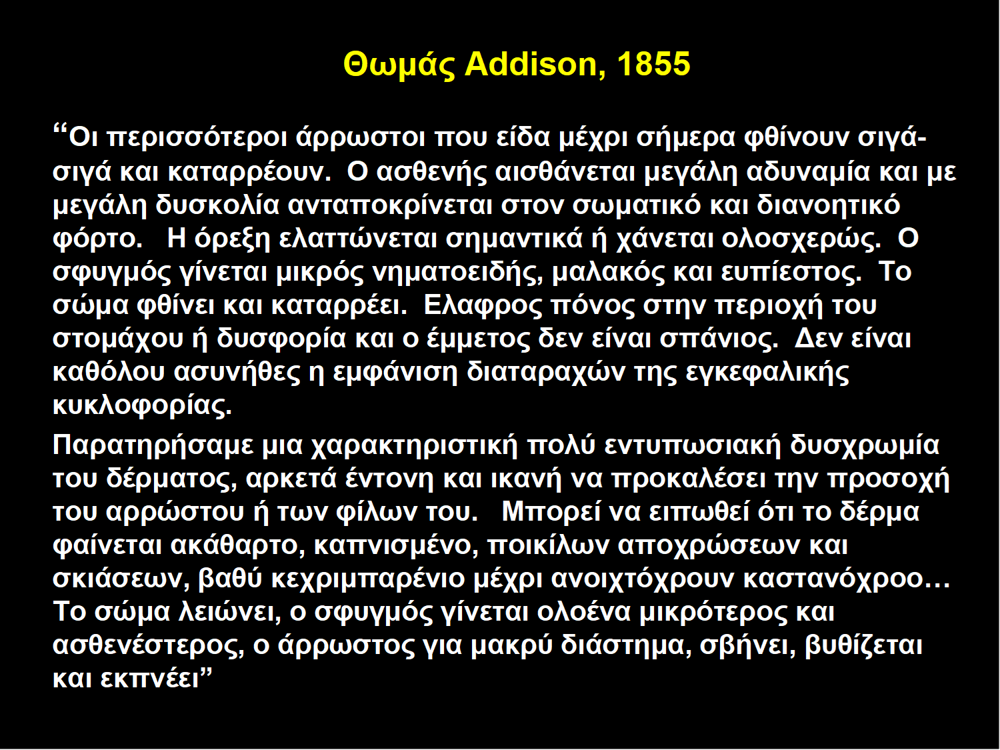 Θωμάς Addison, 1855
“Οι περισσότεροι άρρωστοι που είδα μέχρι σήμερα φθίνουν σιγά-
σιγά και καταρρέουν.  Ο ασθενής αισθάνεται μεγάλη αδυναμία και με
μεγάλη δυσκολία ανταποκρίνεται στον σωματικό και διανοητικό
φόρτο.   Η όρεξη ελαττώνεται σημαντικά ή χάνεται ολοσχερώς.  Ο
σφυγμός γίνεται μικρός νηματοειδής, μαλακός και ευπίεστος.  Το
σώμα φθίνει και καταρρέει.  Ελαφρος πόνος στην περιοχή του
στομάχου ή δυσφορία και ο έμμετος δεν είναι σπάνιος.  Δεν είναι
καθόλου ασυνήθες η εμφάνιση διαταραχών της εγκεφαλικής
κυκλοφορίας.
Παρατηρήσαμε μια χαρακτηριστική πολύ εντυπωσιακή δυσχρωμία
του δέρματος, αρκετά έντονη και ικανή να προκαλέσει την προσοχή
του αρρώστου ή των φίλων του.   Μπορεί να ειπωθεί ότι το δέρμα
φαίνεται ακάθαρτο, καπνισμένο, ποικίλων αποχρώσεων και
σκιάσεων, βαθύ κεχριμπαρένιο μέχρι ανοιχτόχρουν καστανόχροο…
Το σώμα λειώνει, ο σφυγμός γίνεται ολοένα μικρότερος και
ασθενέστερος, ο άρρωστος για μακρύ διάστημα, σβήνει, βυθίζεται
και εκπνέει”